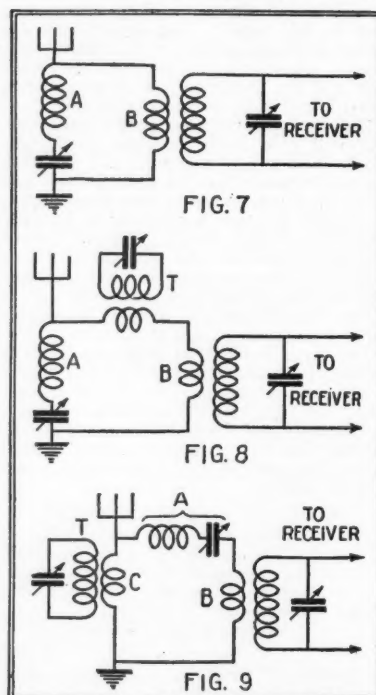 A
B
TO
RECEIVER
FIG. 7
T
A
B
TO
RECEIVER
FIG. 8
A
TO
RECEIVER
T
C
B
FIG. 9